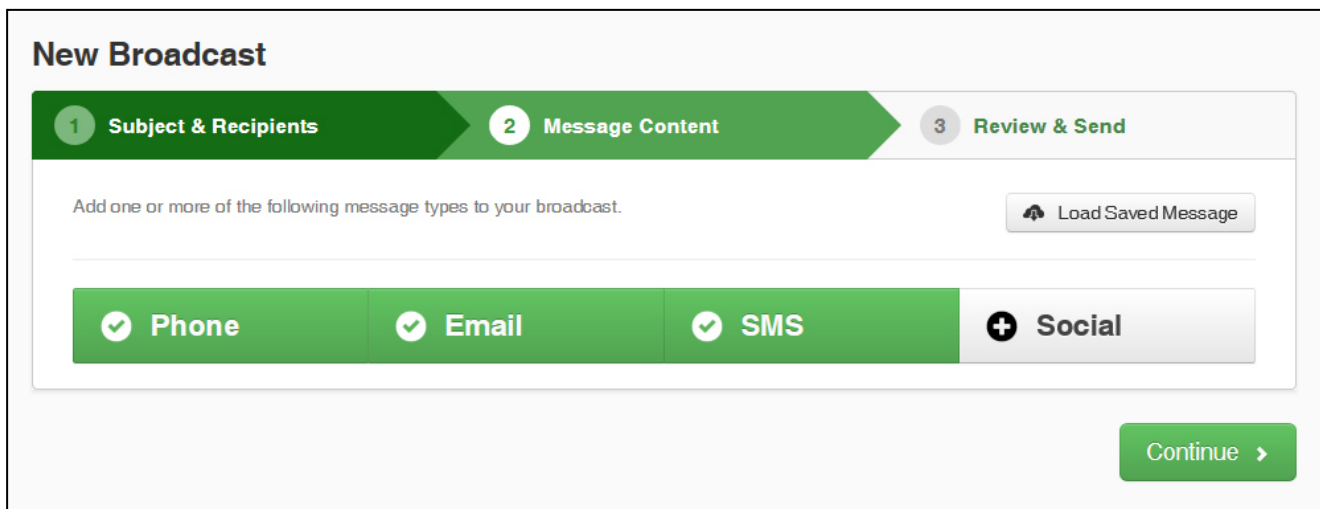 New Broadcast
1 Subject & Recipients 2 Message Content 3 Review & Send
Add one or more of the following message types to your broadcast. Load Saved Message
Phone Email SMS Social
Continue